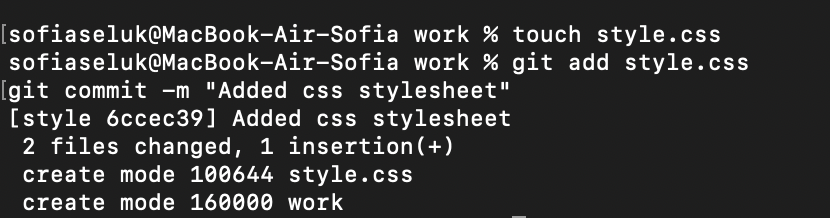 [sofiaseluk@MacBook-Air-Sofia work % touch style.css
sofiaseluk@MacBook-Air-Sofia work % git add style.css
[git commit -m "Added css stylesheet"
[style 6ccec39] Added css stylesheet
2 files changed, 1 insertion(+)
create mode 100644 style.css
create mode 160000 work